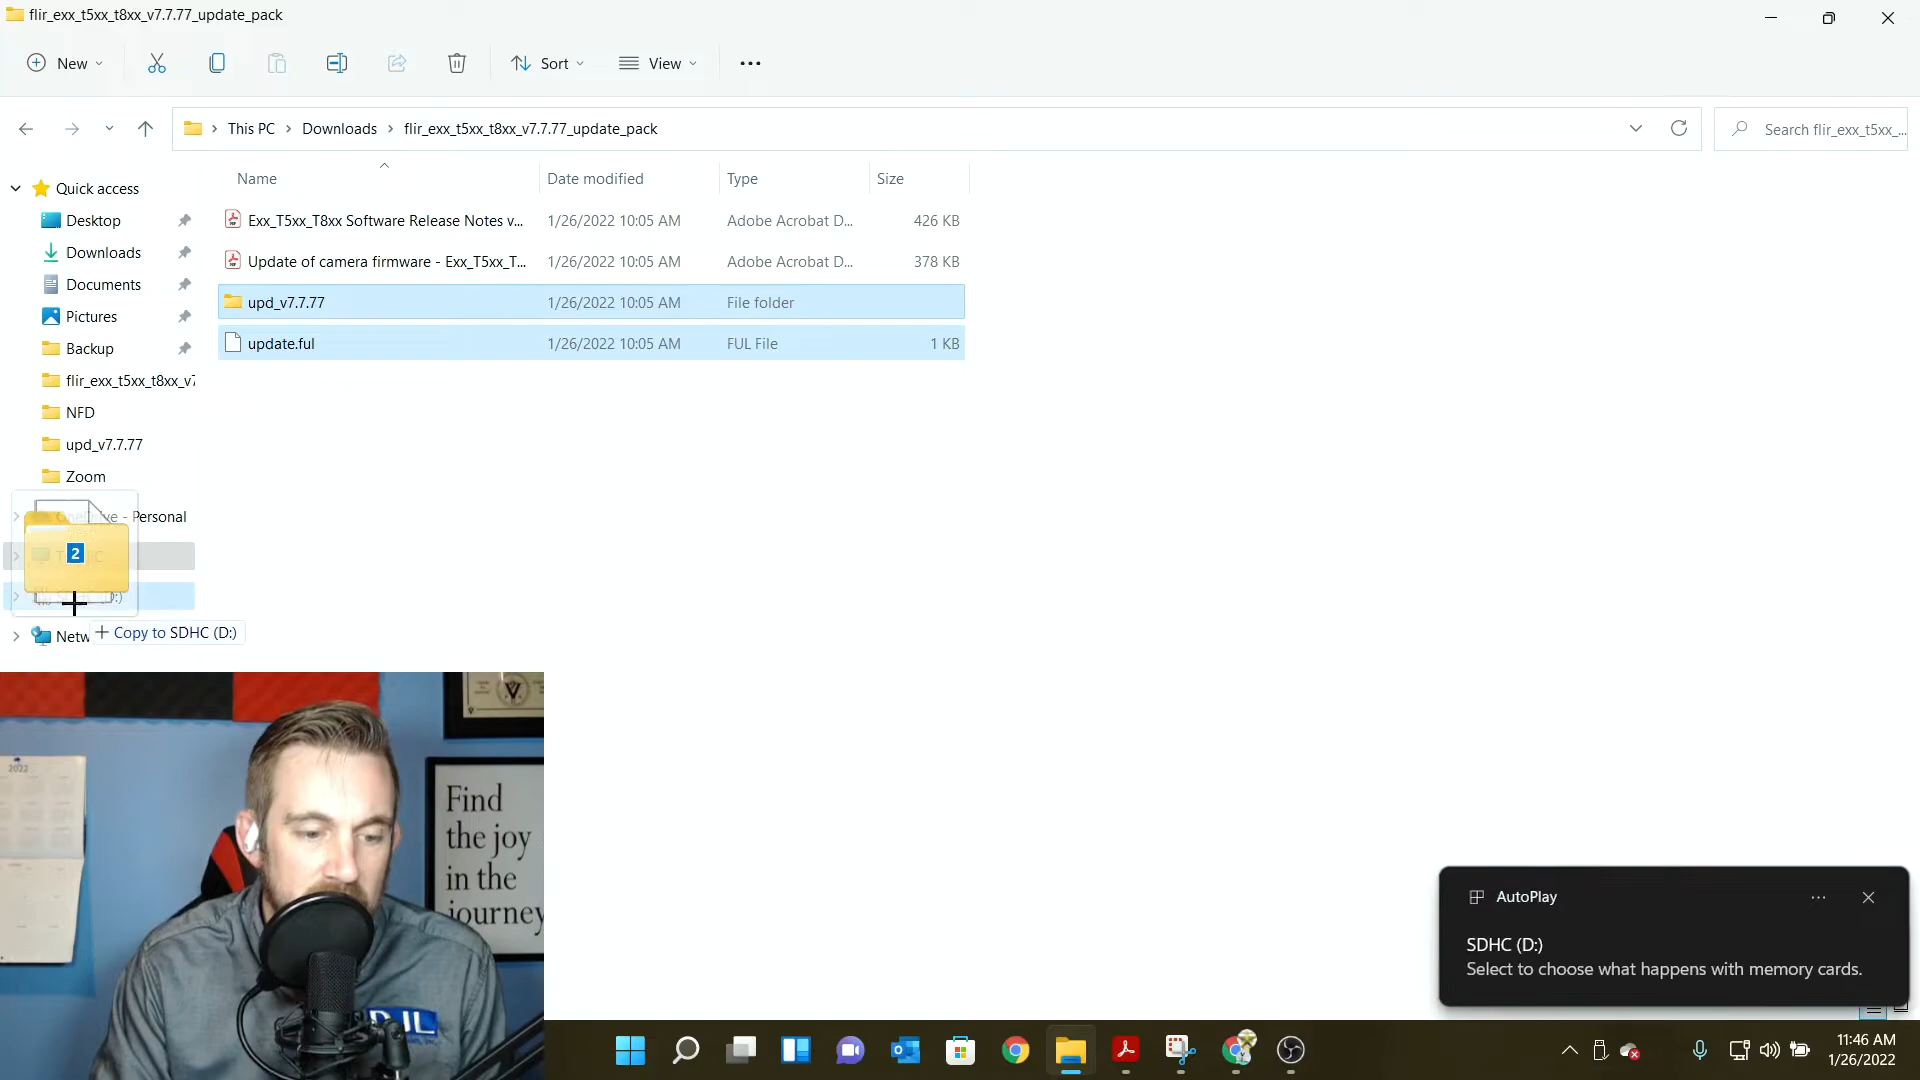 flir_exx_t5xx_t8xx_v7.7.77_update_pack
New
Sort
View
This PC > Downloads > flir_exx_t5xx_t8xx_v7.7.77_update_pack
Search flir_exx_t5xx_...
Name Date modified Type Size
Quick access
Desktop
Downloads
Documents
Pictures
Backup
flir_exx_t5xx_t8xx_v7
NFD
upd_v7.7.77
Zoom
OneDrive - Personal
2
Netw
+ Copy to SDHC (D:)
Exx_T5xx_T8xx Software Release Notes v... 1/26/2022 10:05 AM Adobe Acrobat D... 426 KB
Update of camera firmware - Exx_T5xx_T... 1/26/2022 10:05 AM Adobe Acrobat D... 378 KB
upd_v7.7.77 1/26/2022 10:05 AM File folder
update.ful 1/26/2022 10:05 AM FUL File 1 KB
2022
Find
the joy
in the
journey
AutoPlay
SDHC (D:)
Select to choose what happens with memory cards.
11:46 AM
1/26/2022